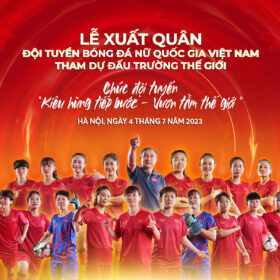 LỄ XUẤT QUÂN
ĐỘI TUYỂN BÓNG ĐÁ NỮ QUỐC GIA VIỆT NAM
THAM DỰ ĐẤU TRƯỜNG THẾ GIỚI
Chúc đội tuyển
"Kiêu hùng tiếp bước - Vươn tầm thế giới"
HÀ NỘI, NGÀY 4 THÁNG 7 NĂM 2023